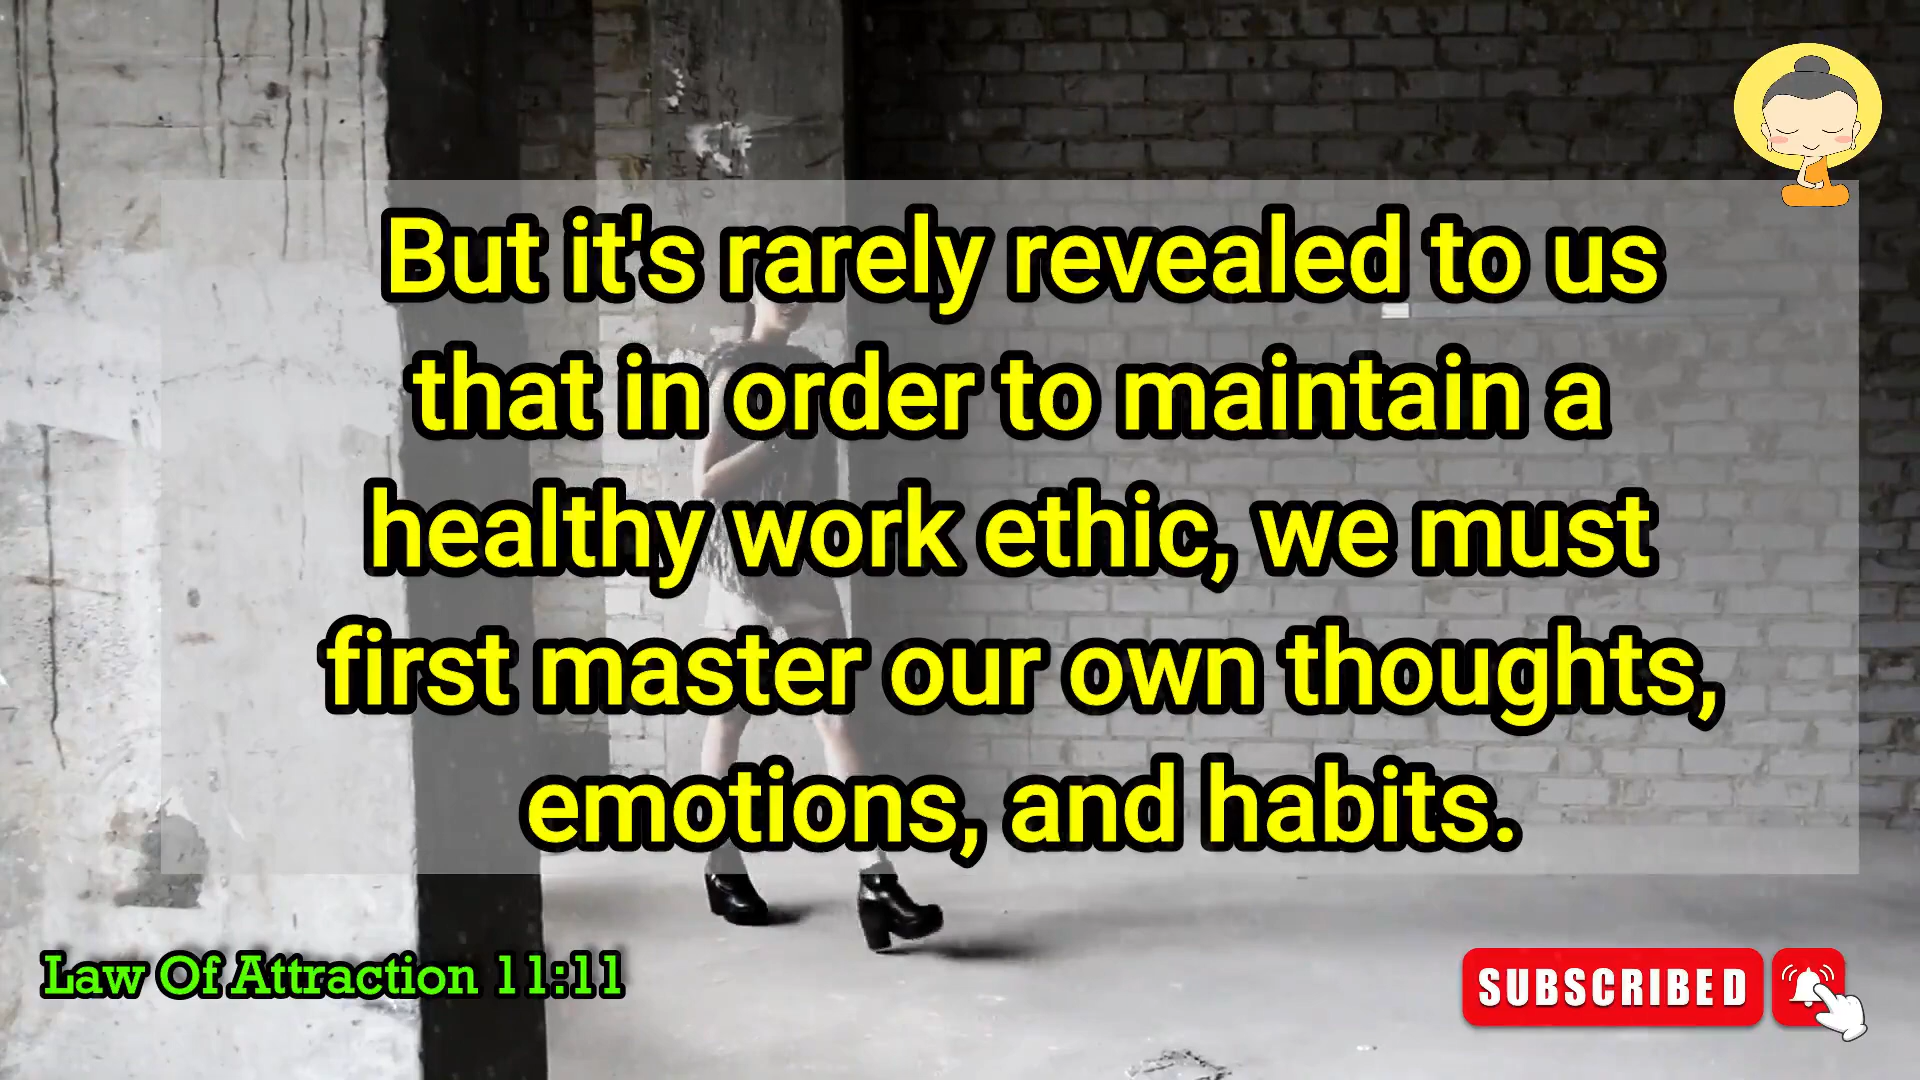 But it's rarely revealed to us
that in order to maintain a
healthy work ethic, we must
first master our own thoughts,
emotions, and habits.
Law Of Attraction 11:11
SUBSCRIBED